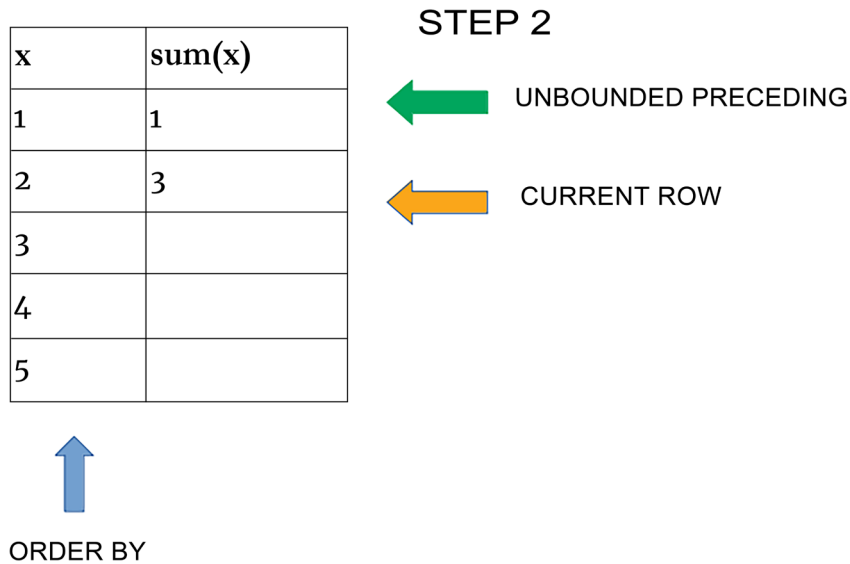 STEP 2
x sum(x)
UNBOUNDED PRECEDING
1 1
2 3
CURRENT ROW
3
4
5
ORDER BY